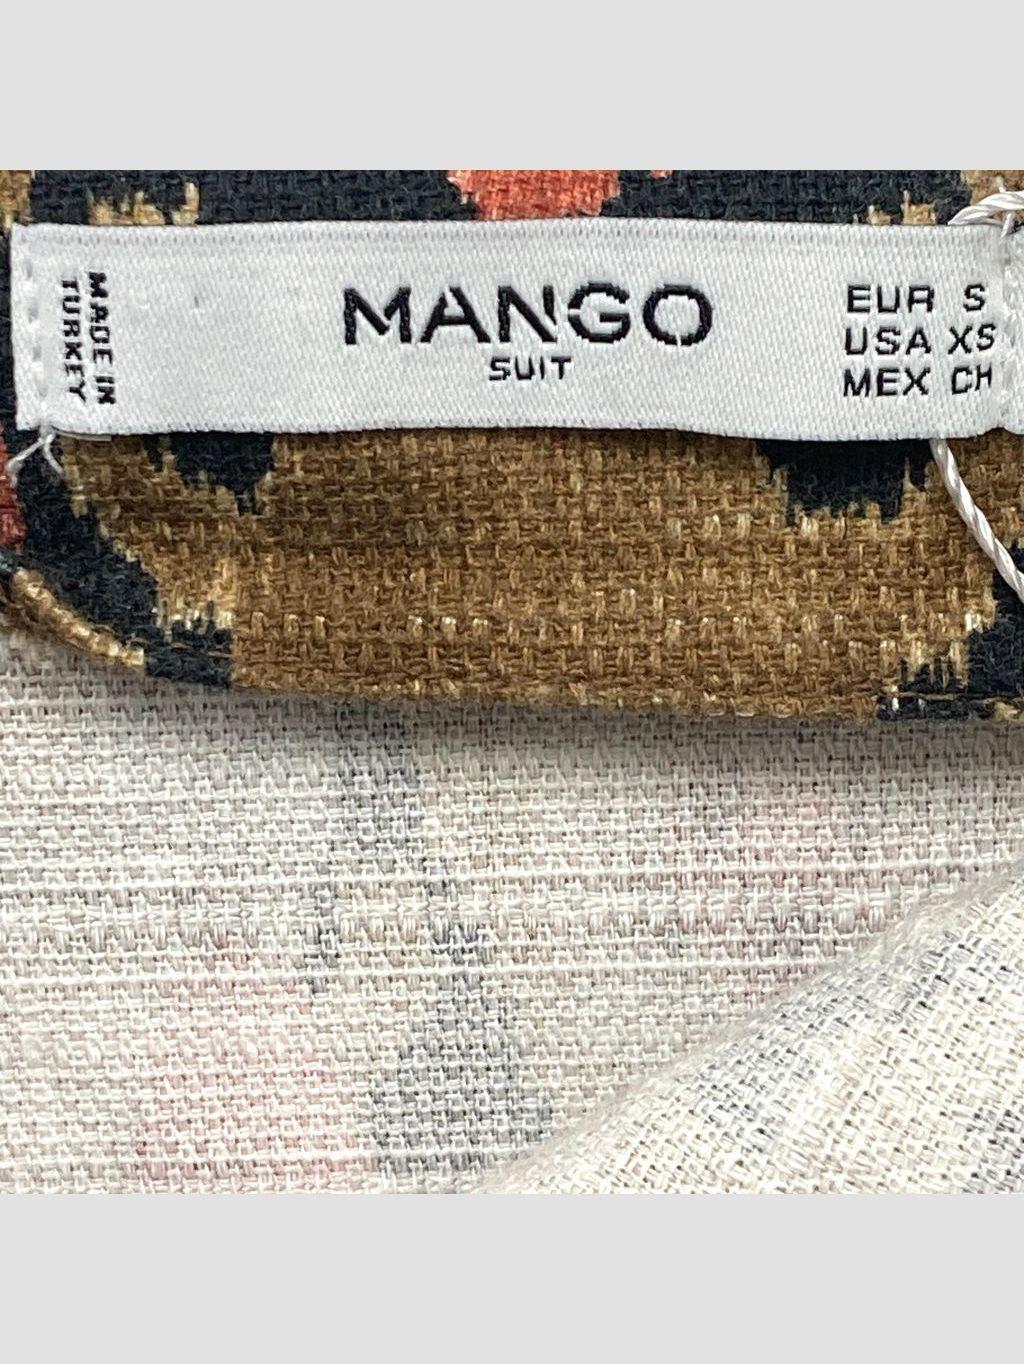 MADE IN
TURKEY
MANGO
SUIT
EUR S
USA XS
MEX CH